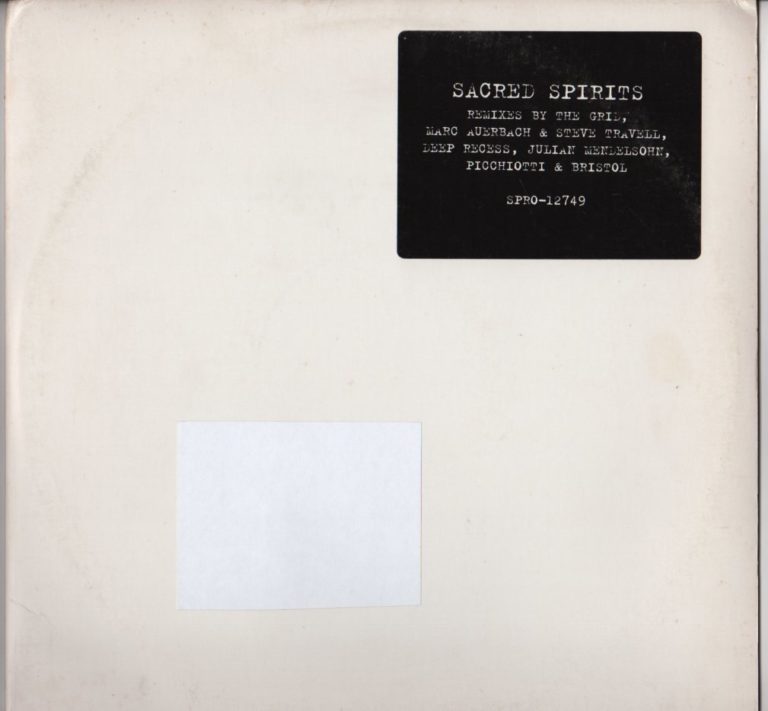 SACRED SPIRITS
REMIXES BY THE GRID,
MARC AUERBACH & STEVE TRAVELL,
DEEP RECESS, JULIAN MENDELSOHN,
PICCHIOTTI & BRISTOL
SPRO-12749